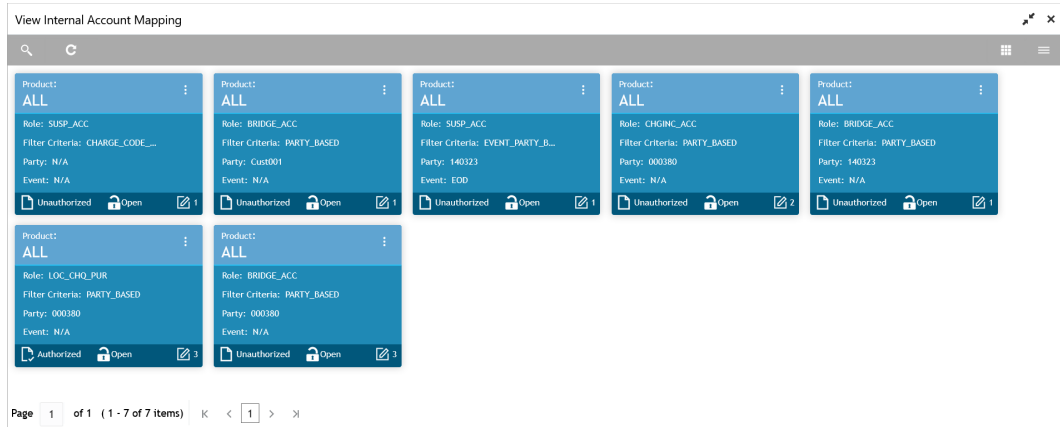 View Internal Account Mapping
Product:
ALL
Role: SUSP_ACC
Filter Criteria: CHARGE_CODE_...
Party: N/A
Event: N/A
Unauthorized Open 1
Product:
ALL
Role: BRIDGE_ACC
Filter Criteria: PARTY_BASED
Party: Cust001
Event: N/A
Unauthorized Open 1
Product:
ALL
Role: SUSP_ACC
Filter Criteria: EVENT_PARTY_B...
Party: 140323
Event: EOD
Unauthorized Open 1
Product:
ALL
Role: CHGINC_ACC
Filter Criteria: PARTY_BASED
Party: 000380
Event: N/A
Unauthorized Open 2
Product:
ALL
Role: BRIDGE_ACC
Filter Criteria: PARTY_BASED
Party: 140323
Event: N/A
Unauthorized Open 1
Product:
ALL
Role: LOC_CHQ_PUR
Filter Criteria: PARTY_BASED
Party: 000380
Event: N/A
Authorized Open 3
Product:
ALL
Role: BRIDGE_ACC
Filter Criteria: PARTY_BASED
Party: 000380
Event: N/A
Unauthorized Open 3
Page 1 of 1 (1 - 7 of 7 items) 1